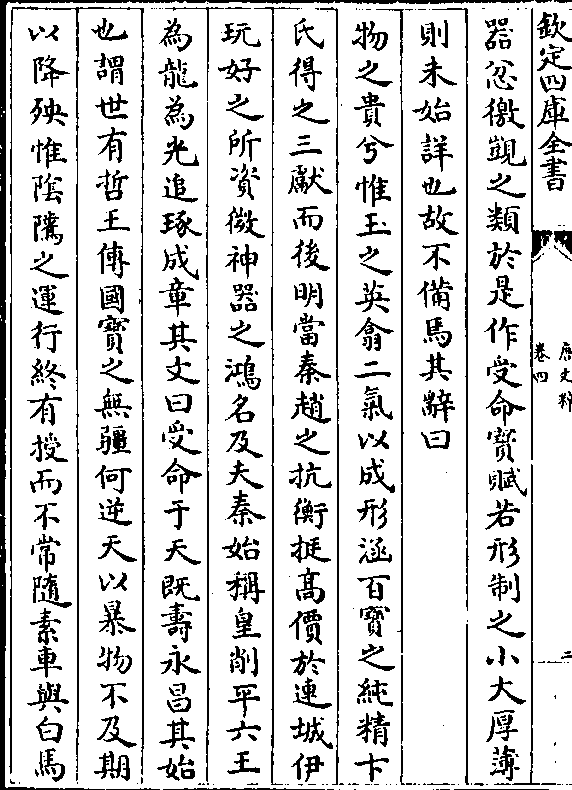 欽定四庫全書
卷四
二
器忿徼覬之類於是作受命寳賦若形制之小大厚薄
則未始詳也故不備焉其辭曰
物之貴兮惟玉之英翕二氣以成形涵百寳之純精卞
氏得之三獻而後明當秦趙之抗衡挺髙價於連城伊
玩好之所資微神器之鴻名及夫秦始稱皇削平六王
為龍為光追琢成章其文曰受命于天既壽永昌其始
也謂世有哲王傳國寳之無疆何逆天以暴物不及期
以降殃惟隂隲之運行終有授而不常隨素車與白馬